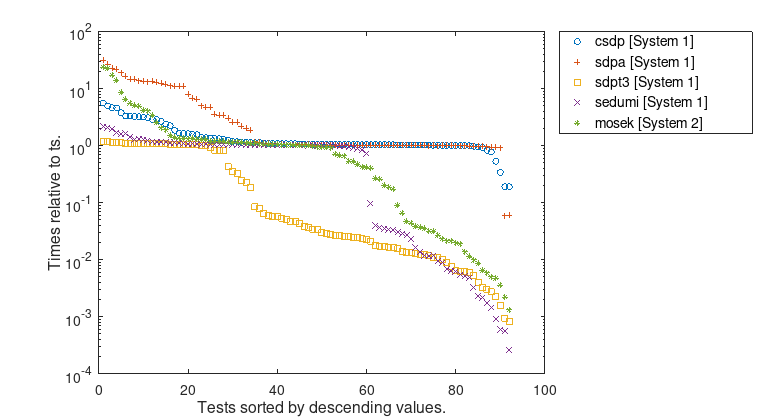 10^2
10^1
10^0
10^-1
10^-2
10^-3
10^-4
Times relative to ts.
0
20
40
60
80
100
Tests sorted by descending values.
csdp [System 1]
sdpa [System 1]
sdpt3 [System 1]
sedumi [System 1]
mosek [System 2]